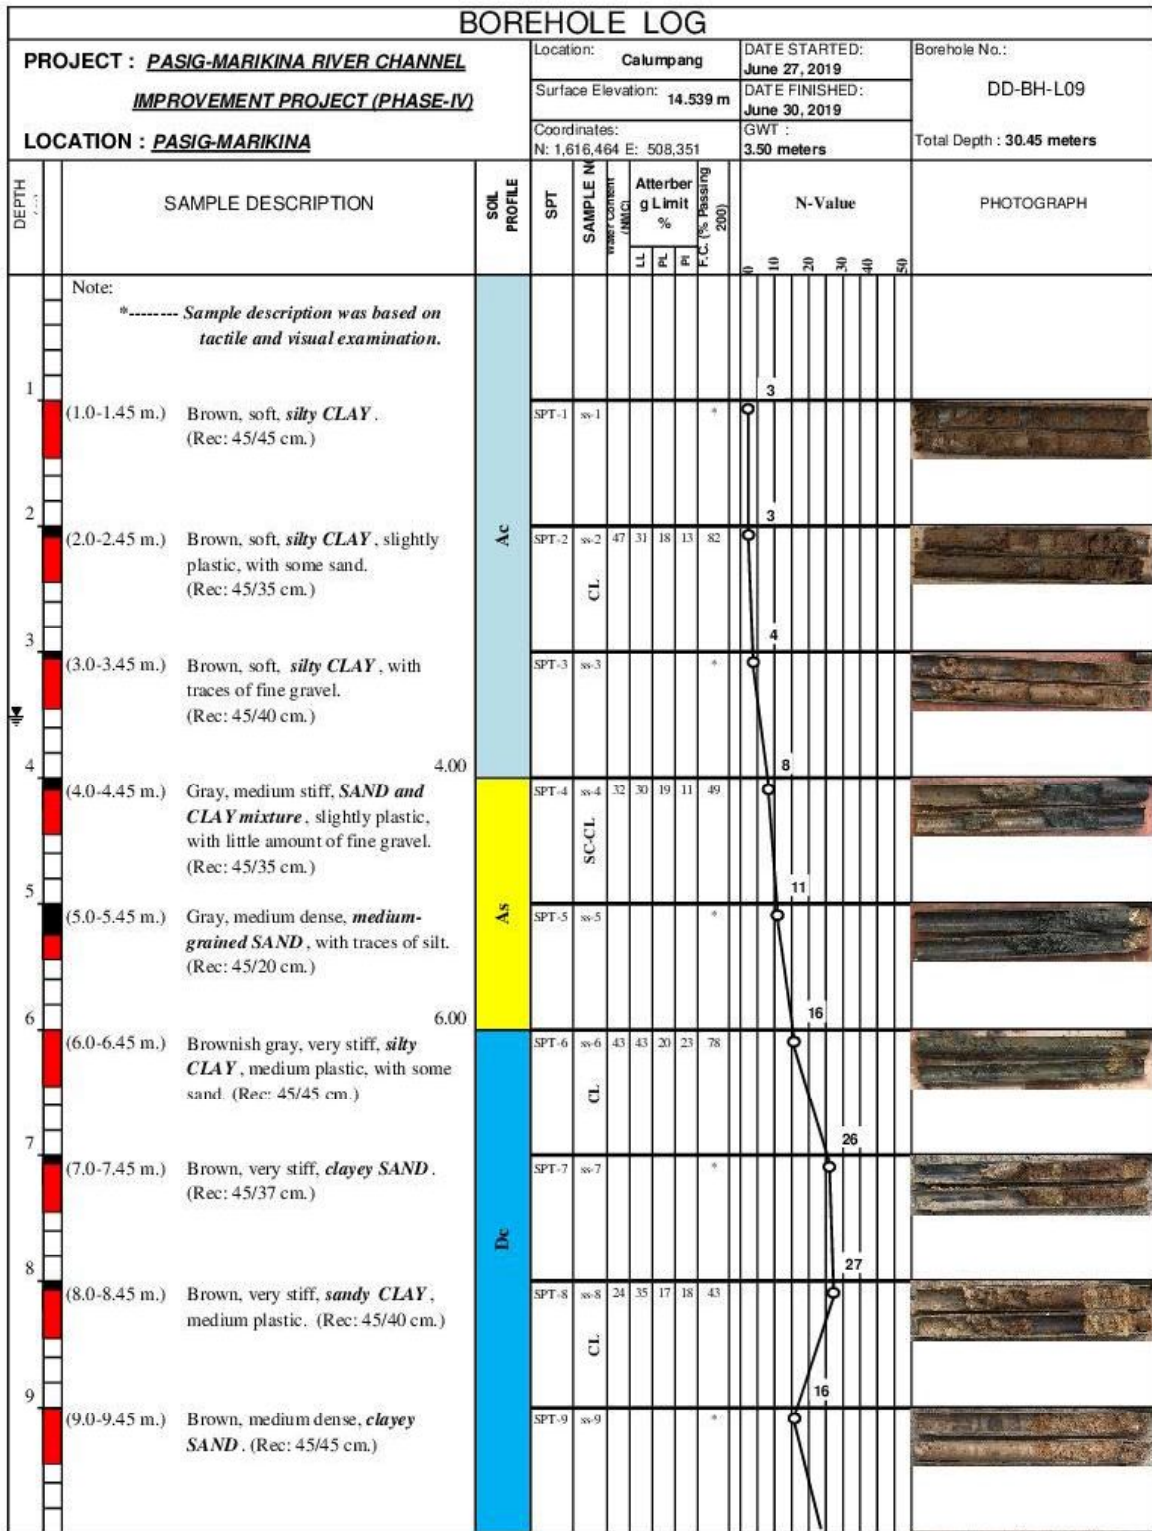 BOREHOLE LOG
PROJECT : PASIG-MARIKINA RIVER CHANNEL
IMPROVEMENT PROJECT (PHASE-IV)
LOCATION : PASIG-MARIKINA
Location:
Calumpang
Surface Elevation: 14.539 m
Coordinates:
N: 1,616,464 E: 508,351
DATE STARTED:
June 27, 2019
DATE FINISHED:
June 30, 2019
GWT :
3.50 meters
Borehole No.:
DD-BH-L09
Total Depth : 30.45 meters
DEPTH
SAMPLE DESCRIPTION
SOIL
PROFILE
SPT
SAMPLE N
Water Content
(NMC)
Atterber
g Limit
%
LL PL PI
F.C. (% Passing
200)
N-Value
0 10 20 30 40 50
PHOTOGRAPH
Note:
*-------- Sample description was based on
tactile and visual examination.
1
3
(1.0-1.45 m.) Brown, soft, silty CLAY.
(Rec: 45/45 cm.)
SPT-1 ss-1 *
2
3
(2.0-2.45 m.) Brown, soft, silty CLAY, slightly
plastic, with some sand.
(Rec: 45/35 cm.)
Ac
SPT-2 ss-2 47 31 18 13 82
CL
3
4
(3.0-3.45 m.) Brown, soft, silty CLAY, with
traces of fine gravel.
(Rec: 45/40 cm.)
SPT-3 ss-3 *
4
4.00
8
(4.0-4.45 m.) Gray, medium stiff, SAND and
CLAY mixture, slightly plastic,
with little amount of fine gravel.
(Rec: 45/35 cm.)
SPT-4 ss-4 32 30 19 11 49
SC-CL
5
11
(5.0-5.45 m.) Gray, medium dense, medium-
grained SAND, with traces of silt.
(Rec: 45/20 cm.)
As
SPT-5 ss-5 *
6
6.00
16
(6.0-6.45 m.) Brownish gray, very stiff, silty
CLAY, medium plastic, with some
sand. (Rec: 45/45 cm.)
SPT-6 ss-6 43 43 20 23 78
CL
7
26
(7.0-7.45 m.) Brown, very stiff, clayey SAND.
(Rec: 45/37 cm.)
SPT-7 ss-7 *
Dc
8
27
(8.0-8.45 m.) Brown, very stiff, sandy CLAY,
medium plastic. (Rec: 45/40 cm.)
SPT-8 ss-8 24 35 17 18 43
CL
9
16
(9.0-9.45 m.) Brown, medium dense, clayey
SAND. (Rec: 45/45 cm.)
SPT-9 ss-9 *